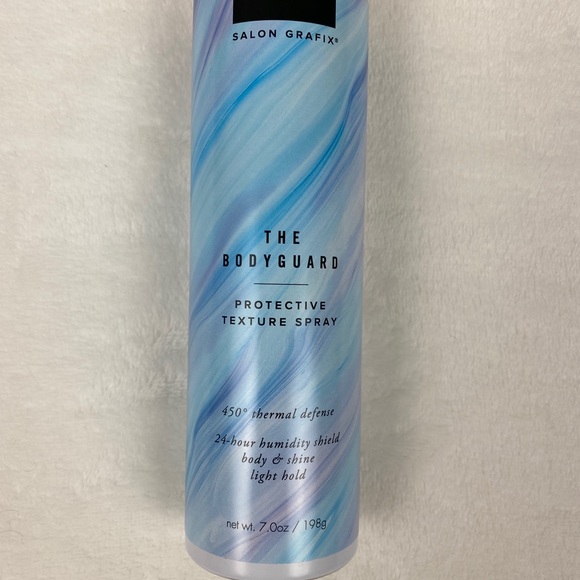 SALON GRAFIX®
THE
BODYGUARD
PROTECTIVE
TEXTURE SPRAY
450° thermal defense
24-hour humidity shield
body & shine
light hold
net wt. 7.0oz / 198g